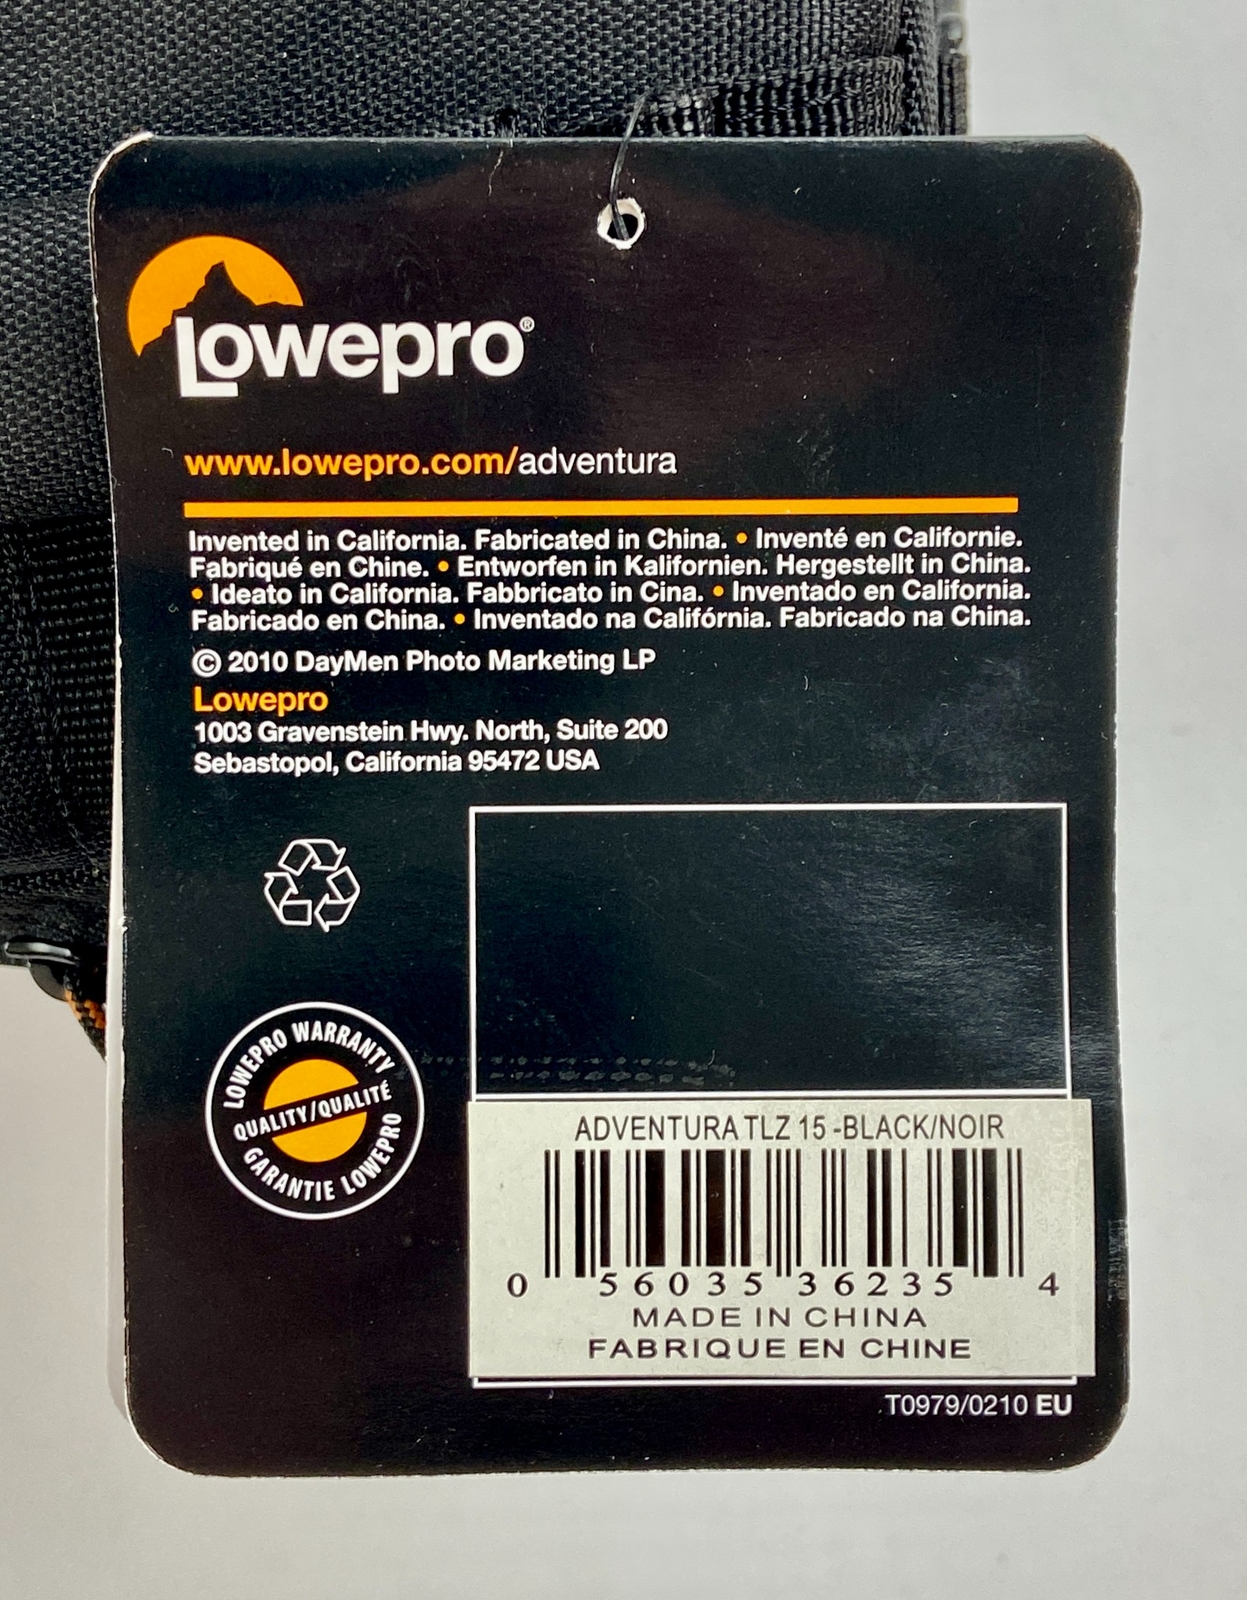 Lowepro®
www.lowepro.com/adventura
Invented in California. Fabricated in China. • Inventé en Californie.
Fabriqué en Chine. • Entworfen in Kalifornien. Hergestellt in China.
• Ideato in California. Fabbricato in Cina. • Inventado en California.
Fabricado en China. • Inventado na Califórnia. Fabricado na China.
© 2010 DayMen Photo Marketing LP
Lowepro
1003 Gravenstein Hwy. North, Suite 200
Sebastopol, California 95472 USA
LOWEPRO WARRANTY
QUALITY/QUALITÉ
GARANTIE LOWEPRO
ADVENTURA TLZ 15 -BLACK/NOIR
0 56035 36235 4
MADE IN CHINA
FABRIQUE EN CHINE
T0979/0210 EU